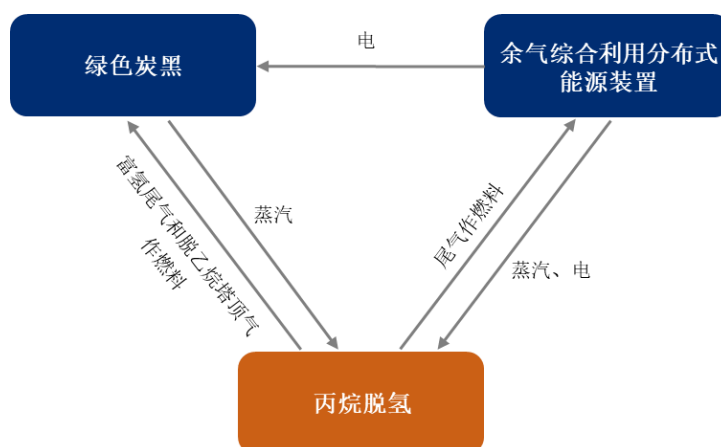 电
绿色炭黑
余气综合利用分布式
能源装置
富氢尾气和脱乙烷塔顶气
作燃料
蒸汽
尾气作燃料
蒸汽、电
丙烷脱氢